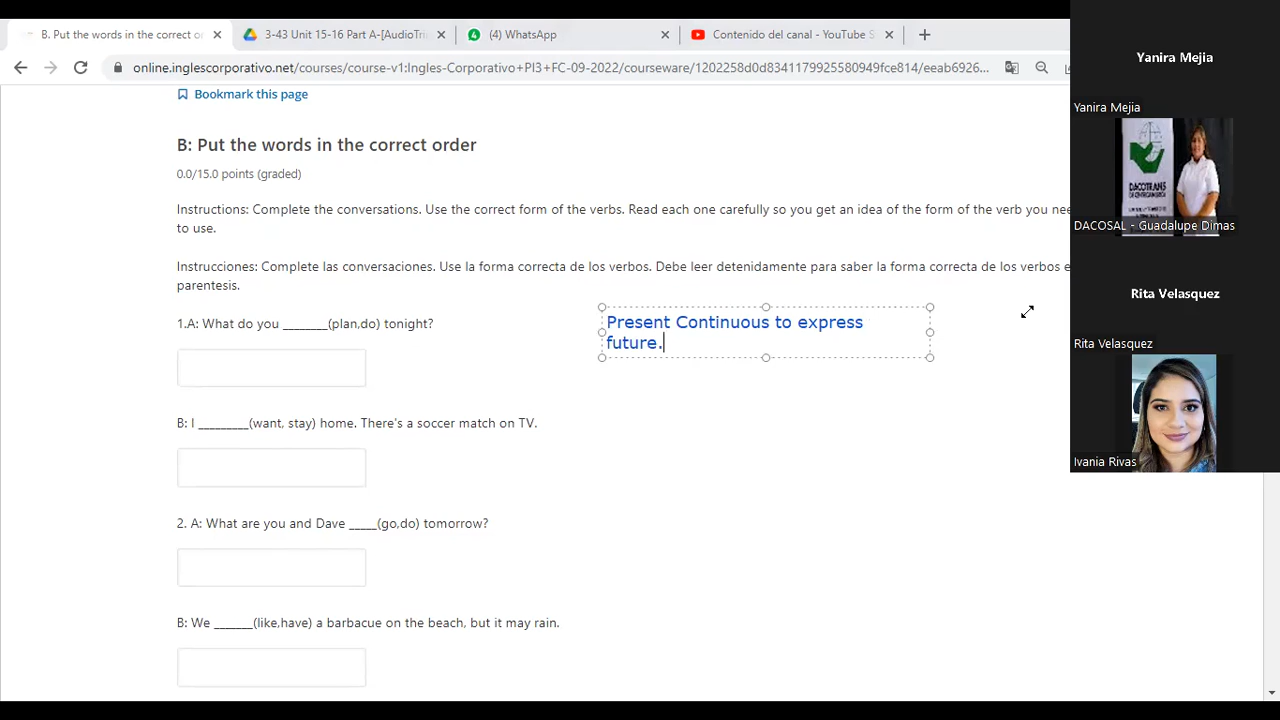 B. Put the words in the correct or
3-43 Unit 15-16 Part A-[AudioTri
(4) WhatsApp
Contenido del canal - YouTube S
online.inglescorporativo.net/courses/course-v1:Ingles-Corporativo+PI3+FC-09-2022/courseware/1202258d0d8341179925580949fce814/eeab6926...
Bookmark this page
B: Put the words in the correct order
0.0/15.0 points (graded)
Instructions: Complete the conversations. Use the correct form of the verbs. Read each one carefully so you get an idea of the form of the verb you nee
to use.
Instrucciones: Complete las conversaciones. Use la forma correcta de los verbos. Debe leer detenidamente para saber la forma correcta de los verbos e
parentesis.
1.A: What do you ________(plan,do) tonight?
Present Continuous to express
future.
B: I _________(want, stay) home. There's a soccer match on TV.
2. A: What are you and Dave _____(go,do) tomorrow?
B: We _______(like,have) a barbacue on the beach, but it may rain.
Yanira Mejia
Yanira Mejia
DACOTRANS
DACOSAL - Guadalupe Dimas
Rita Velasquez
Rita Velasquez
Ivania Rivas